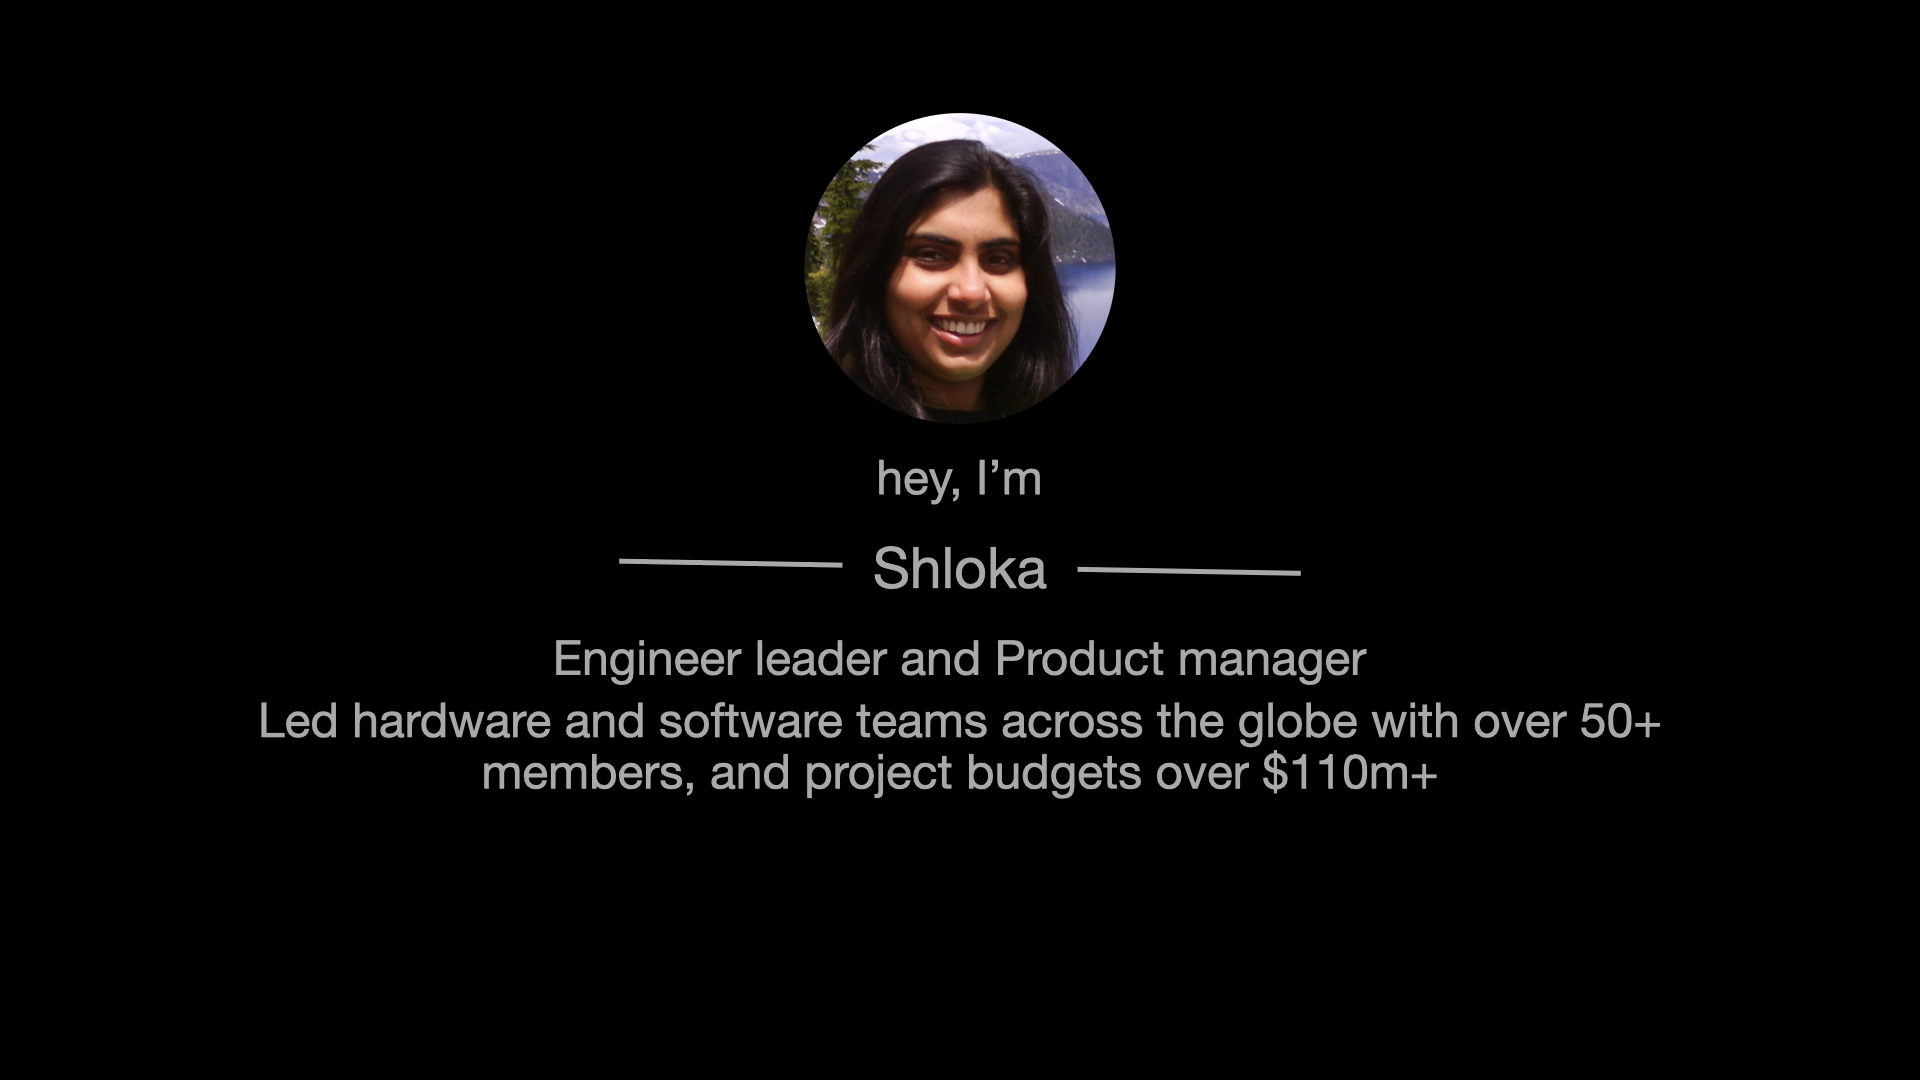 hey, I’m
Shloka
Engineer leader and Product manager
Led hardware and software teams across the globe with over 50+
members, and project budgets over $110m+